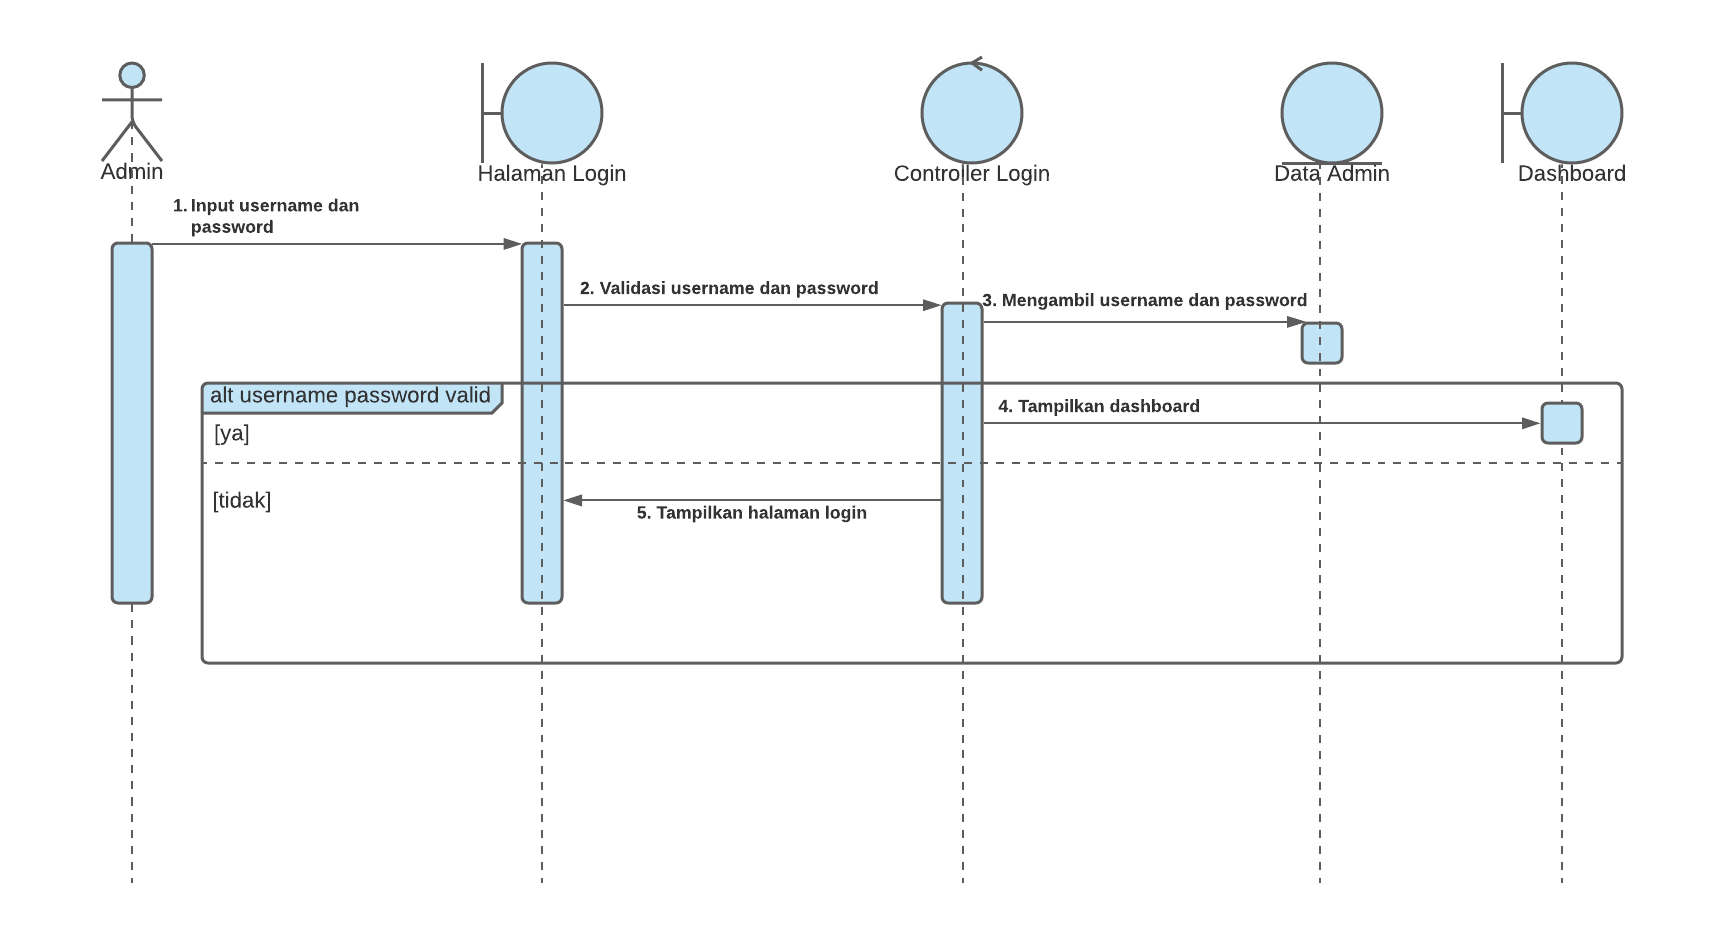 Admin
Halaman Login
Controller Login
Data Admin
Dashboard
1. Input username dan
password
2. Validasi username dan password
3. Mengambil username dan password
alt username password valid
[ya]
4. Tampilkan dashboard
[tidak]
5. Tampilkan halaman login